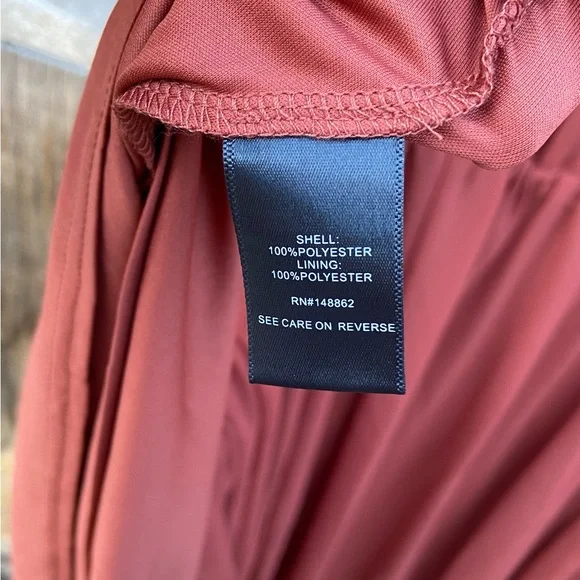 SHELL:
100%POLYESTER
LINING:
100%POLYESTER
RN#148862
SEE CARE ON REVERSE